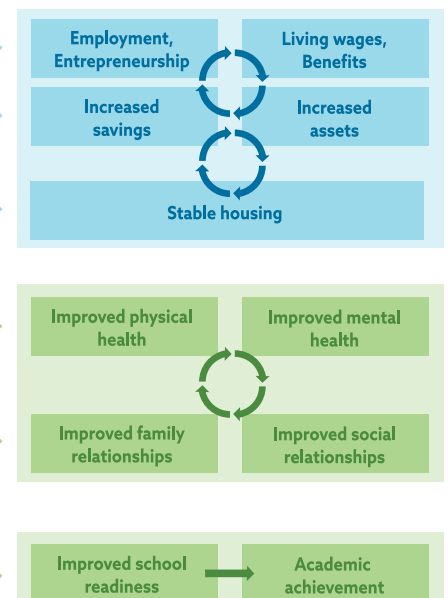 Employment,
Entrepreneurship
Living wages,
Benefits
Increased
savings
Increased
assets
Stable housing
Improved physical
health
Improved mental
health
Improved family
relationships
Improved social
relationships
Improved school
readiness
Academic
achievement